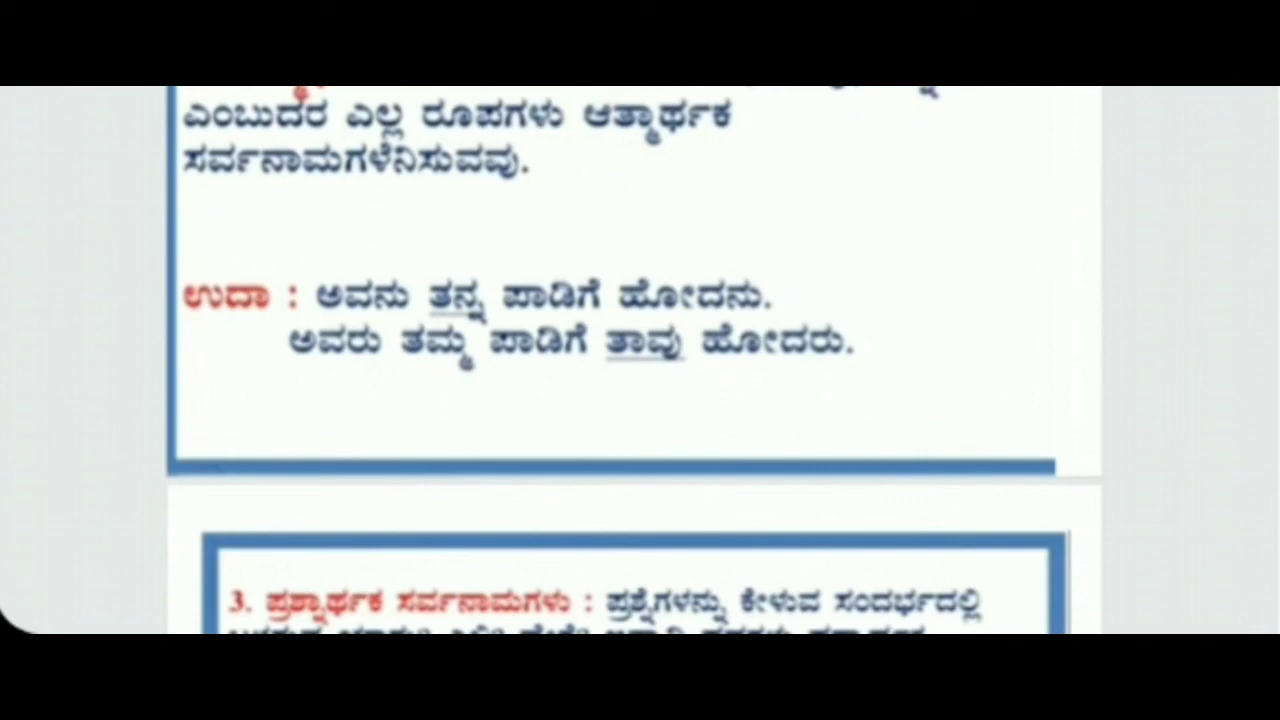 ಎಂಬುದರ ಎಲ್ಲ ರೂಪಗಳು ಆತ್ಮಾರ್ಥಕ
ಸರ್ವನಾಮಗಳೆನಿಸುವವು.
ಉದಾ : ಅವನು ತನ್ನ ಪಾಡಿಗೆ ಹೋದನು.
ಅವರು ತಮ್ಮ ಪಾಡಿಗೆ ತಾವು ಹೋದರು.
3. ಪ್ರಶ್ನಾರ್ಥಕ ಸರ್ವನಾಮಗಳು : ಪ್ರಶ್ನೆಗಳನ್ನು ಕೇಳುವ ಸಂದರ್ಭದಲ್ಲಿ